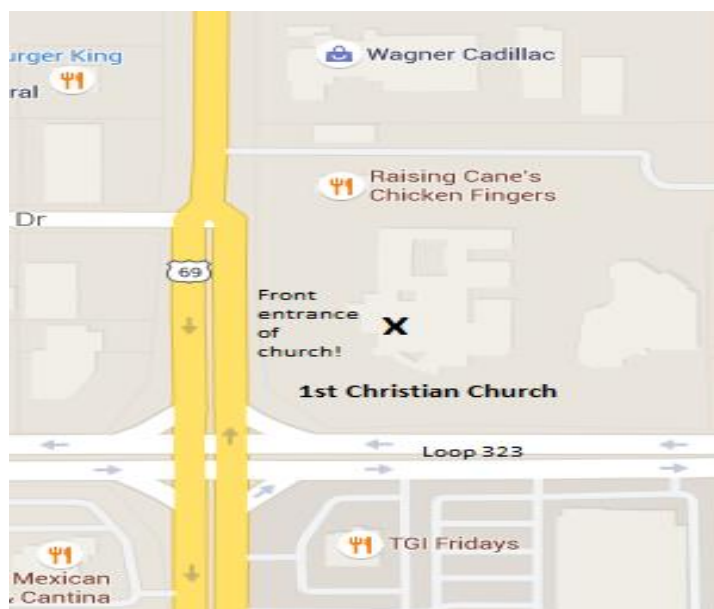 urger King
ral
Wagner Cadillac
Raising Cane's
Chicken Fingers
Dr
69
Front
entrance
of
church!
X
1st Christian Church
Loop 323
TGI Fridays
Mexican
& Cantina